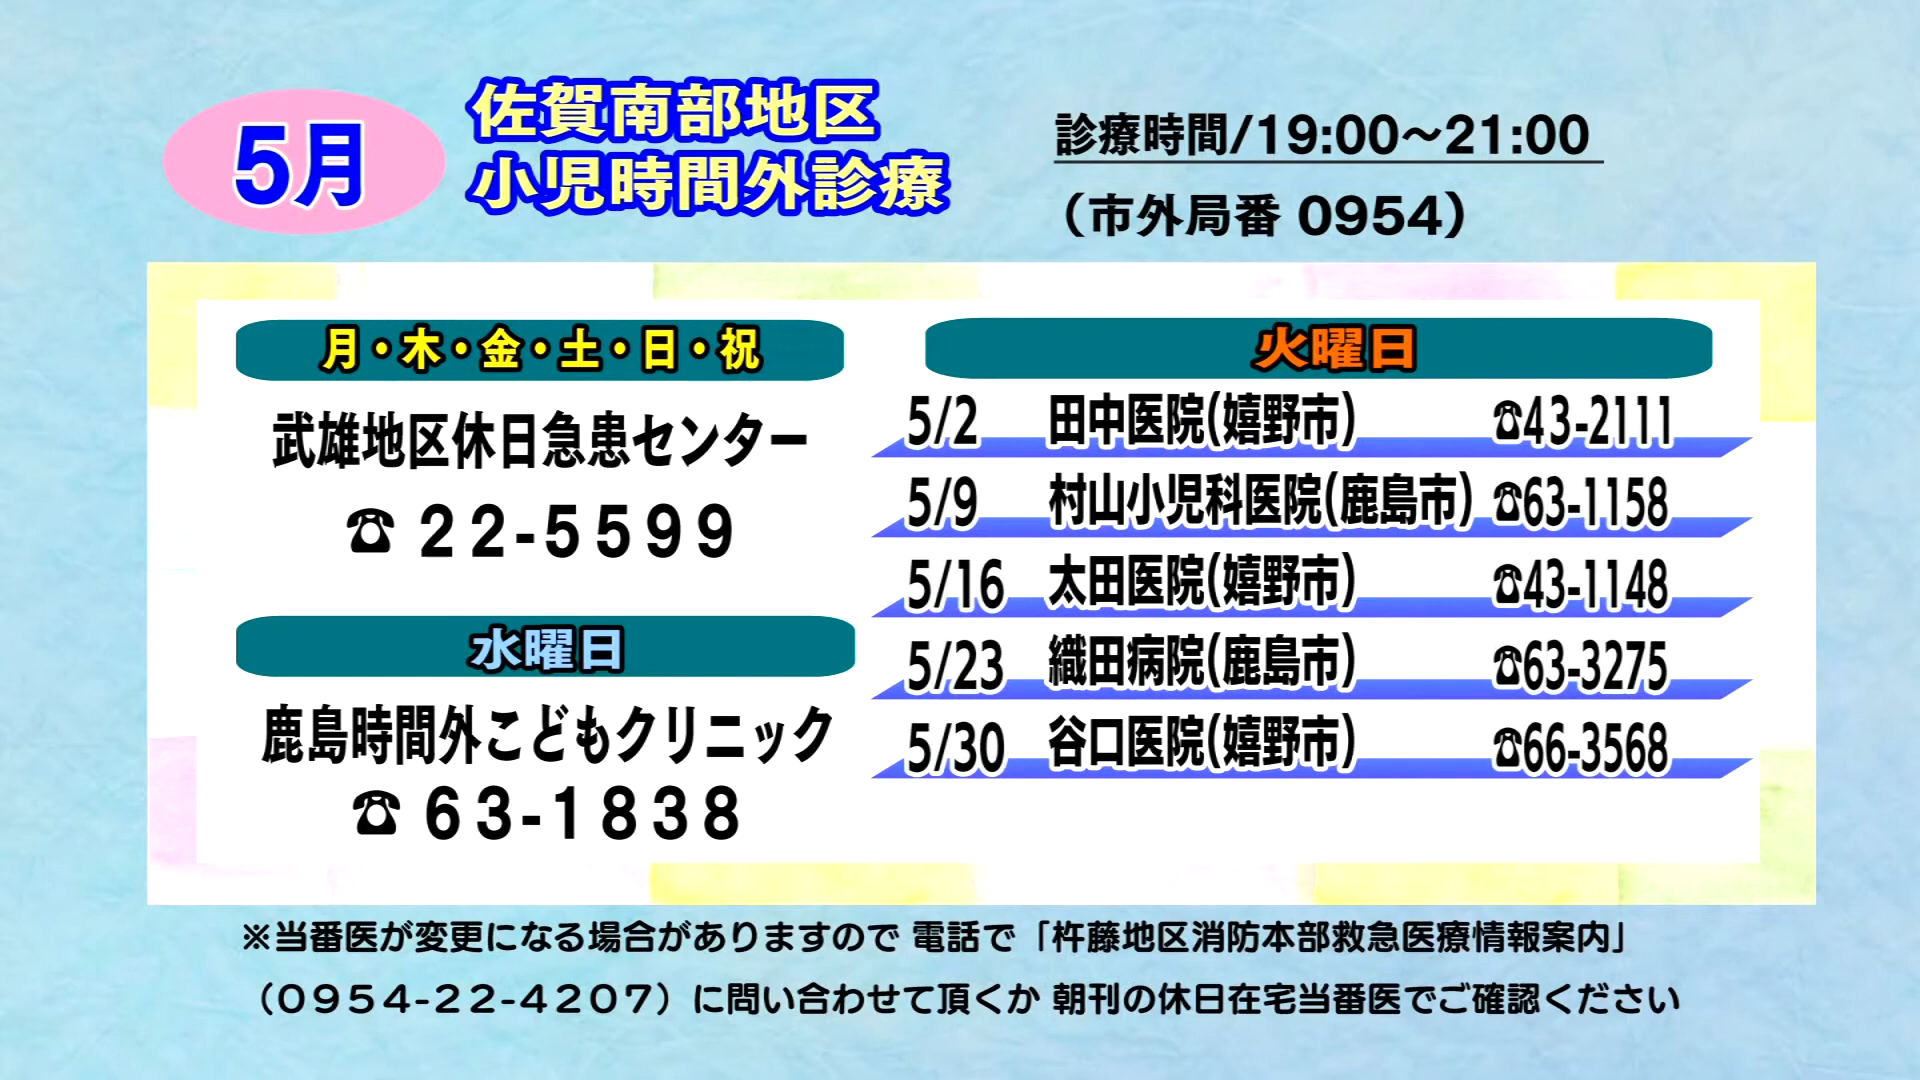 5月
佐賀南部地区
小児時間外診療
診療時間/19:00～21:00
（市外局番 0954）
月・木・金・土・日・祝
武雄地区休日急患センター
☎ 22-5599
水曜日
鹿島時間外こどもクリニック
☎ 63-1838
火曜日
5/2 田中医院(嬉野市) ☎43-2111
5/9 村山小児科医院(鹿島市) ☎63-1158
5/16 太田医院(嬉野市) ☎43-1148
5/23 織田病院(鹿島市) ☎63-3275
5/30 谷口医院(嬉野市) ☎66-3568
※当番医が変更になる場合がありますので 電話で「杵藤地区消防本部救急医療情報案内」
（０９５４-２２-４２０７）に問い合わせて頂くか 朝刊の休日在宅当番医でご確認ください